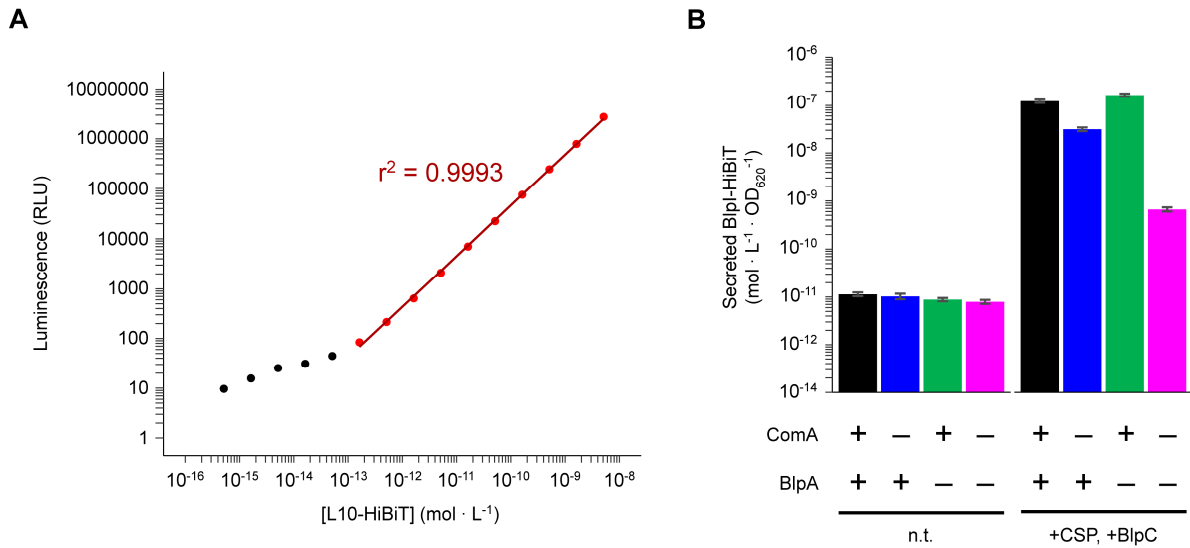 A
10000000
1000000
100000
10000
1000
100
10
1
Luminescence (RLU)
r² = 0.9993
10⁻¹⁶ 10⁻¹⁵ 10⁻¹⁴ 10⁻¹³ 10⁻¹² 10⁻¹¹ 10⁻¹⁰ 10⁻⁹ 10⁻⁸
[L10-HiBiT] (mol · L⁻¹)
B
Secreted BlpI-HiBiT
(mol · L⁻¹ · OD₆₂₀⁻¹)
10⁻⁶
10⁻⁷
10⁻⁸
10⁻⁹
10⁻¹⁰
10⁻¹¹
10⁻¹²
10⁻¹³
10⁻¹⁴
ComA + – + – + – + –
BlpA + + – – + + – –
n.t. +CSP, +BlpC